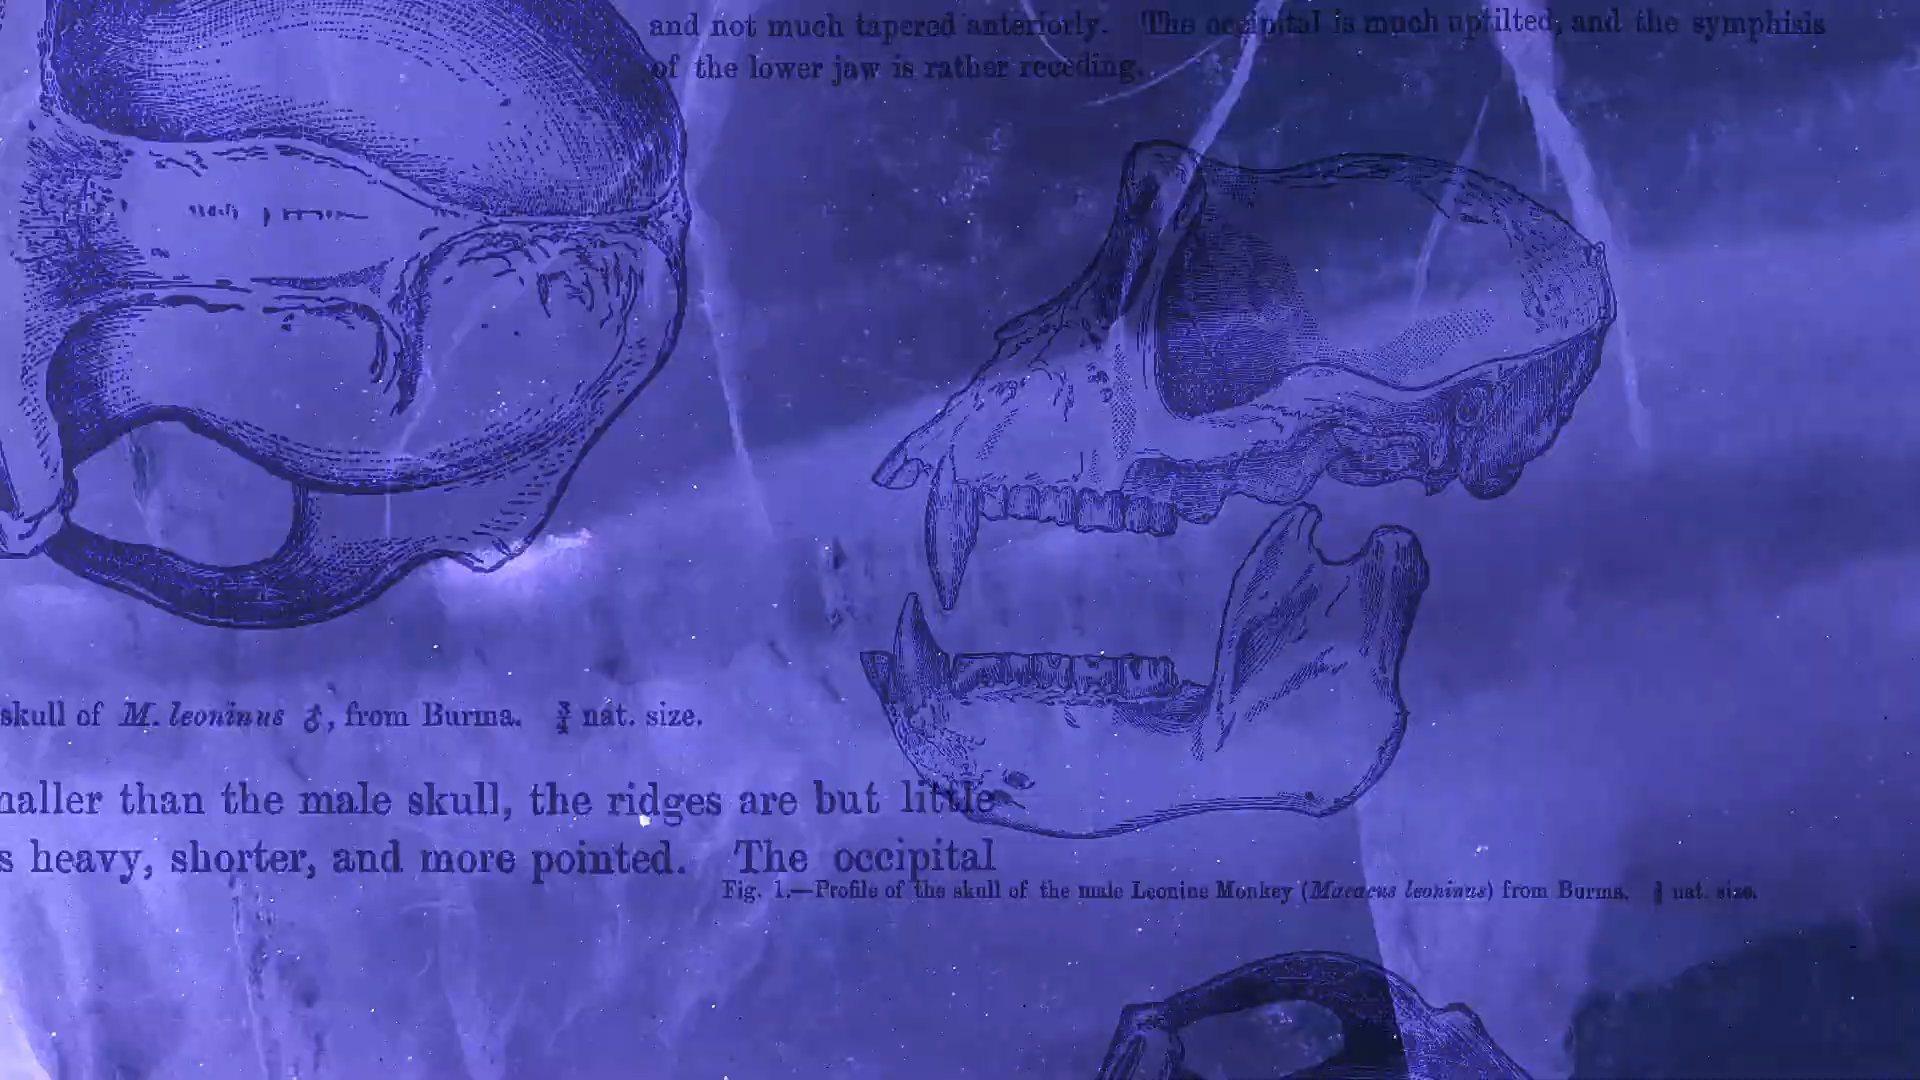 and not much tapered anteriorly. The occipital is much uptilted, and the symphisis
of the lower jaw is rather receding.
skull of M. leoninus ♂, from Burma. ¾ nat. size.
naller than the male skull, the ridges are but little
s heavy, shorter, and more pointed. The occipital
Fig. 1.—Profile of the skull of the male Leonine Monkey (Macacus leoninus) from Burma. nat. size.